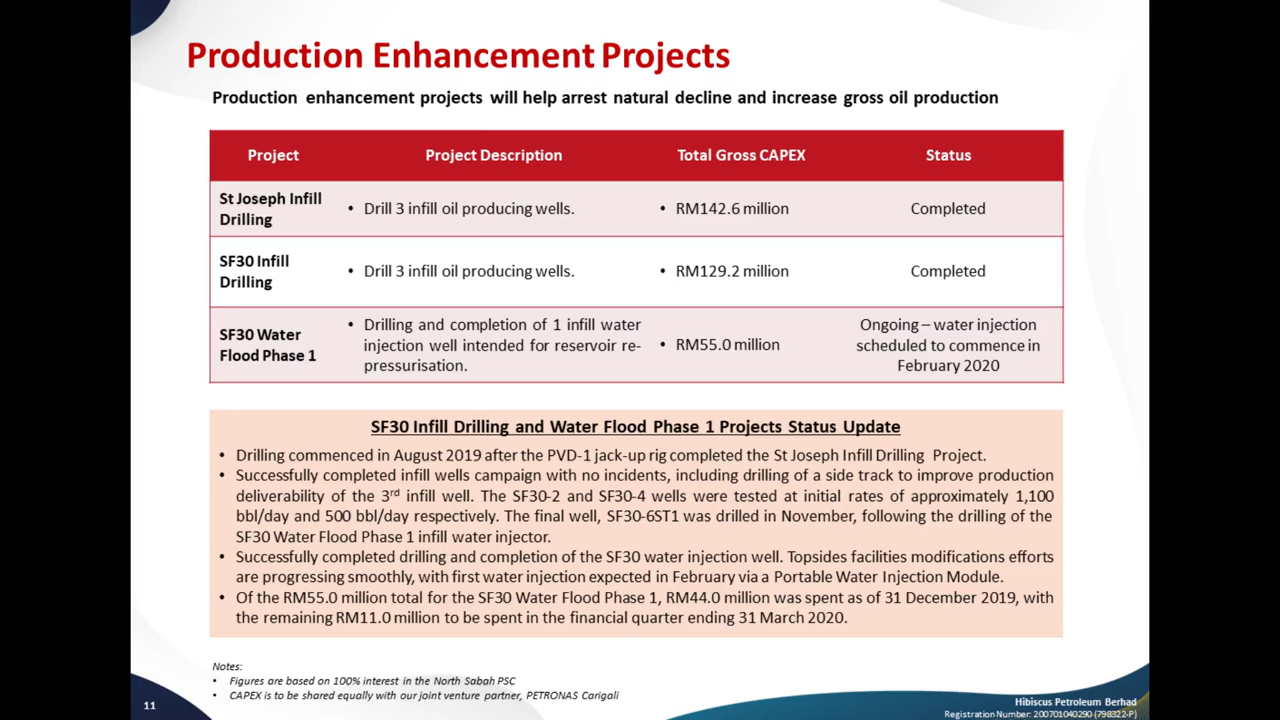 Production Enhancement Projects
Production enhancement projects will help arrest natural decline and increase gross oil production
Project
Project Description
Total Gross CAPEX
Status
St Joseph Infill
Drilling
• Drill 3 infill oil producing wells.
• RM142.6 million
Completed
SF30 Infill
Drilling
• Drill 3 infill oil producing wells.
• RM129.2 million
Completed
SF30 Water
Flood Phase 1
• Drilling and completion of 1 infill water
injection well intended for reservoir re-
pressurisation.
• RM55.0 million
Ongoing – water injection
scheduled to commence in
February 2020
SF30 Infill Drilling and Water Flood Phase 1 Projects Status Update
• Drilling commenced in August 2019 after the PVD-1 jack-up rig completed the St Joseph Infill Drilling Project.
• Successfully completed infill wells campaign with no incidents, including drilling of a side track to improve production
deliverability of the 3rd infill well. The SF30-2 and SF30-4 wells were tested at initial rates of approximately 1,100
bbl/day and 500 bbl/day respectively. The final well, SF30-6ST1 was drilled in November, following the drilling of the
SF30 Water Flood Phase 1 infill water injector.
• Successfully completed drilling and completion of the SF30 water injection well. Topsides facilities modifications efforts
are progressing smoothly, with first water injection expected in February via a Portable Water Injection Module.
• Of the RM55.0 million total for the SF30 Water Flood Phase 1, RM44.0 million was spent as of 31 December 2019, with
the remaining RM11.0 million to be spent in the financial quarter ending 31 March 2020.
Notes:
• Figures are based on 100% interest in the North Sabah PSC
• CAPEX is to be shared equally with our joint venture partner, PETRONAS Carigali
11
Hibiscus Petroleum Berhad
Registration Number: 200701040290 (798322-P)